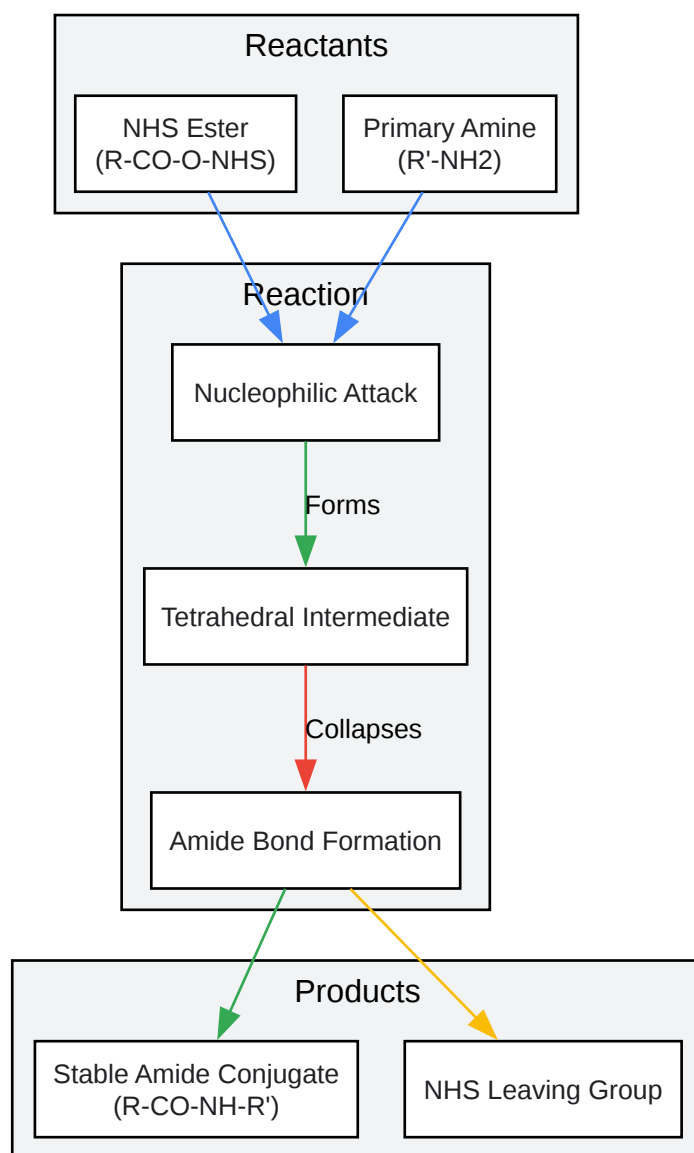 Reactants
NHS Ester
(R-CO-O-NHS)
Primary Amine
(R'-NH2)
Reaction
Nucleophilic Attack
Forms
Tetrahedral Intermediate
Collapses
Amide Bond Formation
Products
Stable Amide Conjugate
(R-CO-NH-R')
NHS Leaving Group